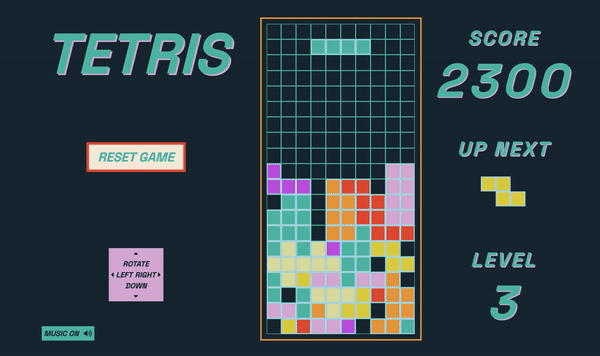 TETRIS
RESET GAME
ROTATE
LEFT RIGHT
DOWN
MUSIC ON
SCORE
2300
UP NEXT
LEVEL
3